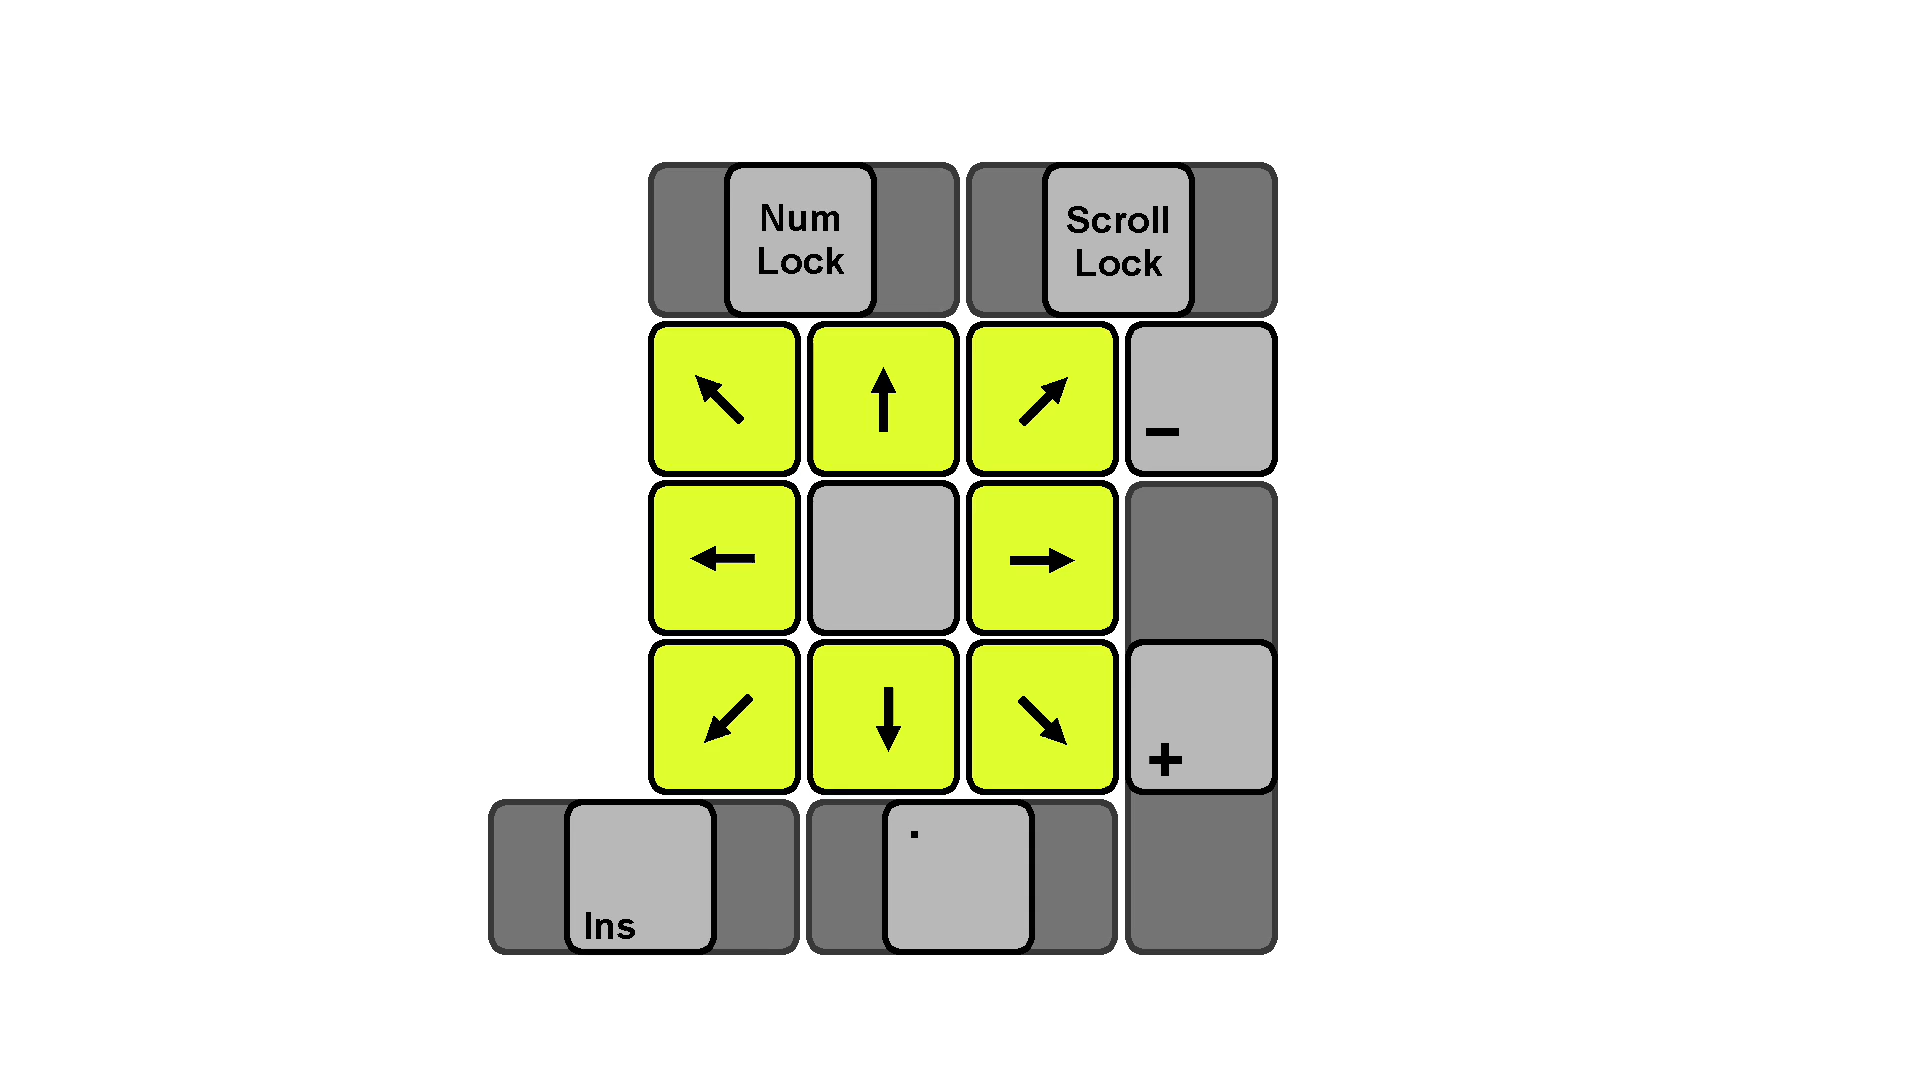 Num
Lock
Scroll
Lock
-
+
.
Ins